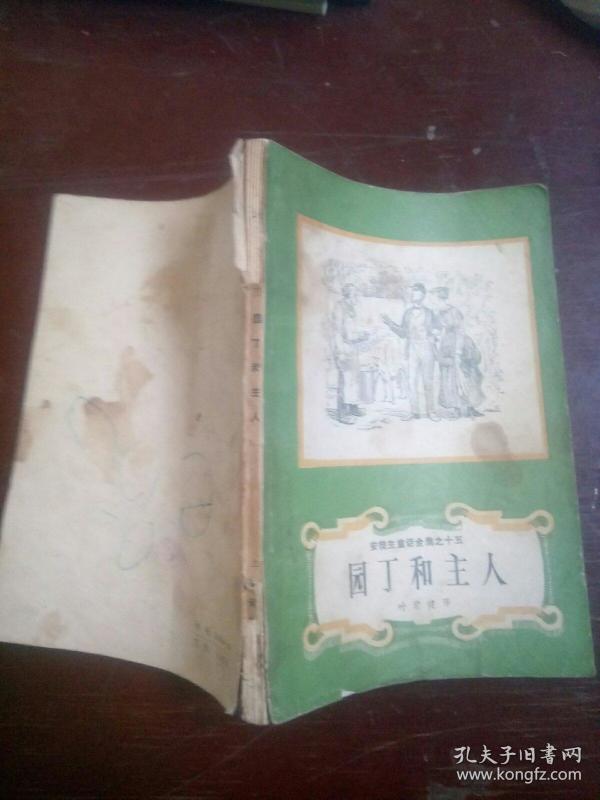 安徒生童话全集之十五
园丁和主人
叶君健译
园丁和主人
孔夫子旧书网
www.kongfz.com